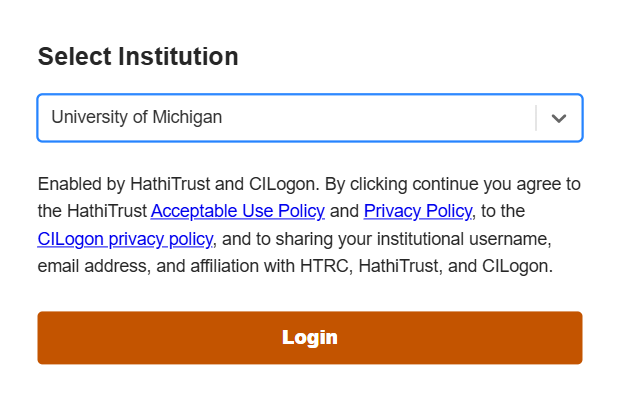 Select Institution
University of Michigan
Enabled by HathiTrust and CILogon. By clicking continue you agree to
the HathiTrust Acceptable Use Policy and Privacy Policy, to the
CILogon privacy policy, and to sharing your institutional username,
email address, and affiliation with HTRC, HathiTrust, and CILogon.
Login